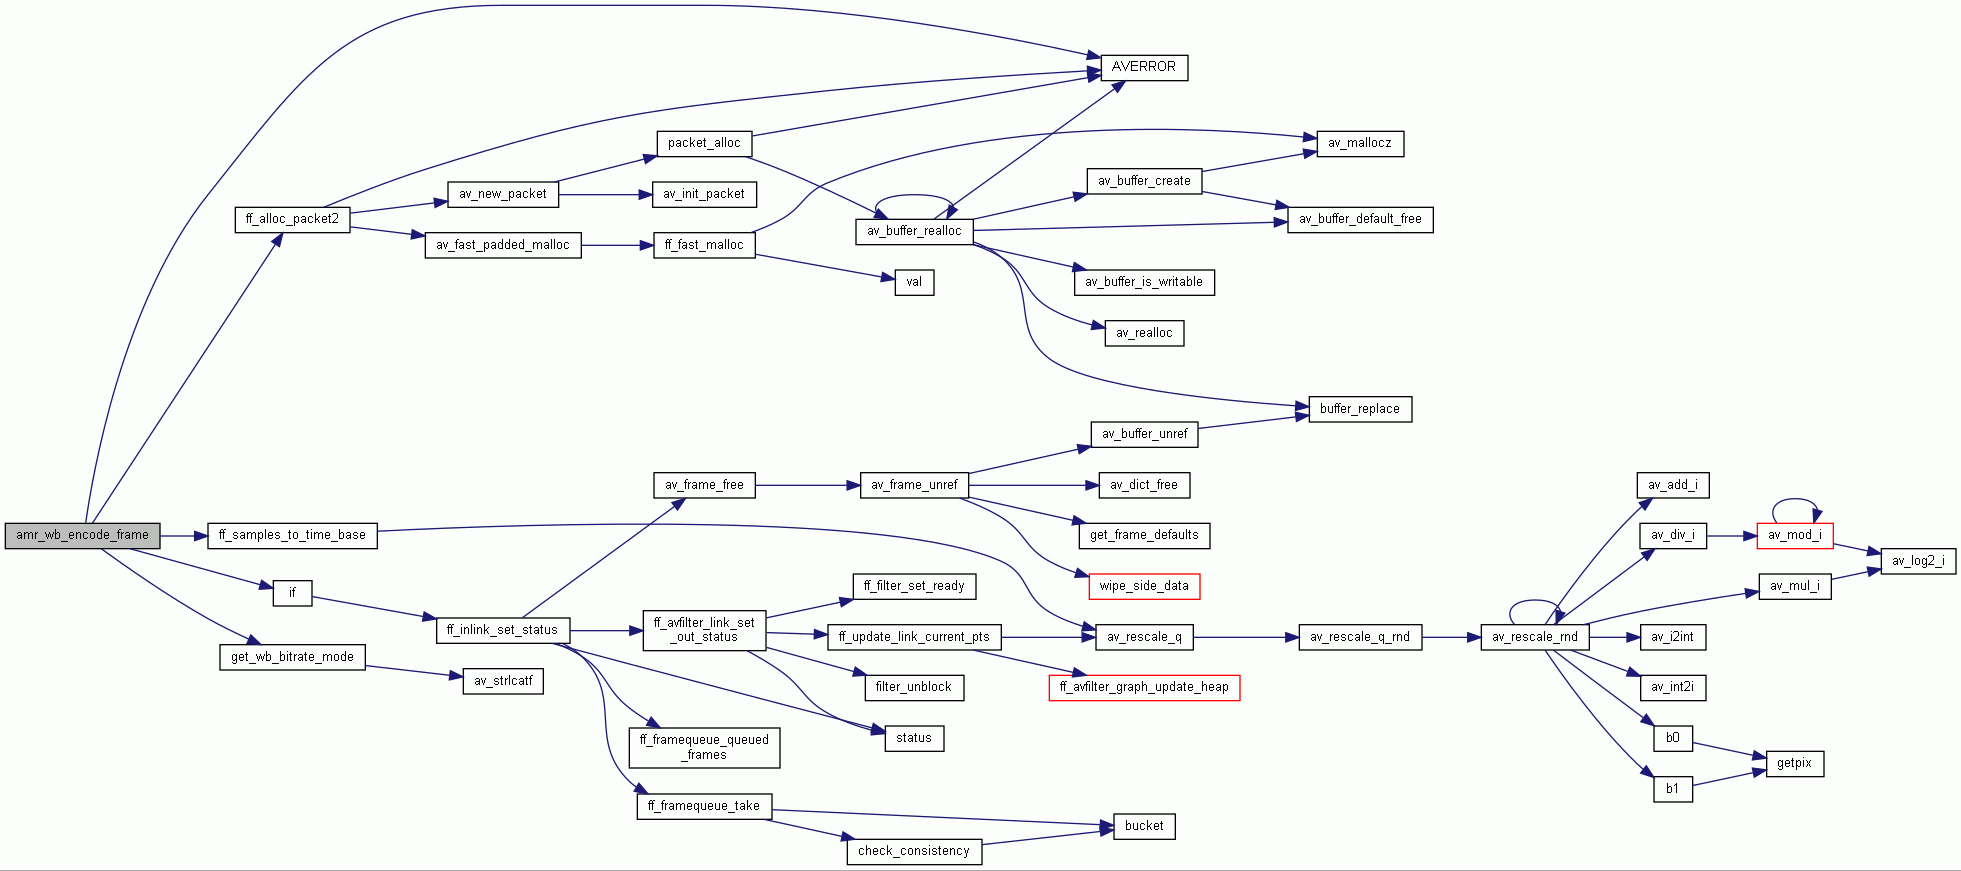 AVERROR
packet_alloc
av_mallocz
av_new_packet
av_init_packet
av_buffer_create
ff_alloc_packet2
av_buffer_default_free
av_fast_padded_malloc
ff_fast_malloc
av_buffer_realloc
val
av_buffer_is_writable
av_realloc
buffer_replace
av_buffer_unref
av_frame_free
av_frame_unref
av_dict_free
av_add_i
amr_wb_encode_frame
ff_samples_to_time_base
get_frame_defaults
av_div_i
av_mod_i
av_log2_i
if
ff_filter_set_ready
wipe_side_data
av_mul_i
ff_inlink_set_status
ff_avfilter_link_set
_out_status
ff_update_link_current_pts
av_rescale_q
av_rescale_q_rnd
av_rescale_rnd
av_i2int
get_wb_bitrate_mode
av_strlcatf
filter_unblock
ff_avfilter_graph_update_heap
av_int2i
ff_framequeue_queued
_frames
status
b0
getpix
b1
ff_framequeue_take
bucket
check_consistency